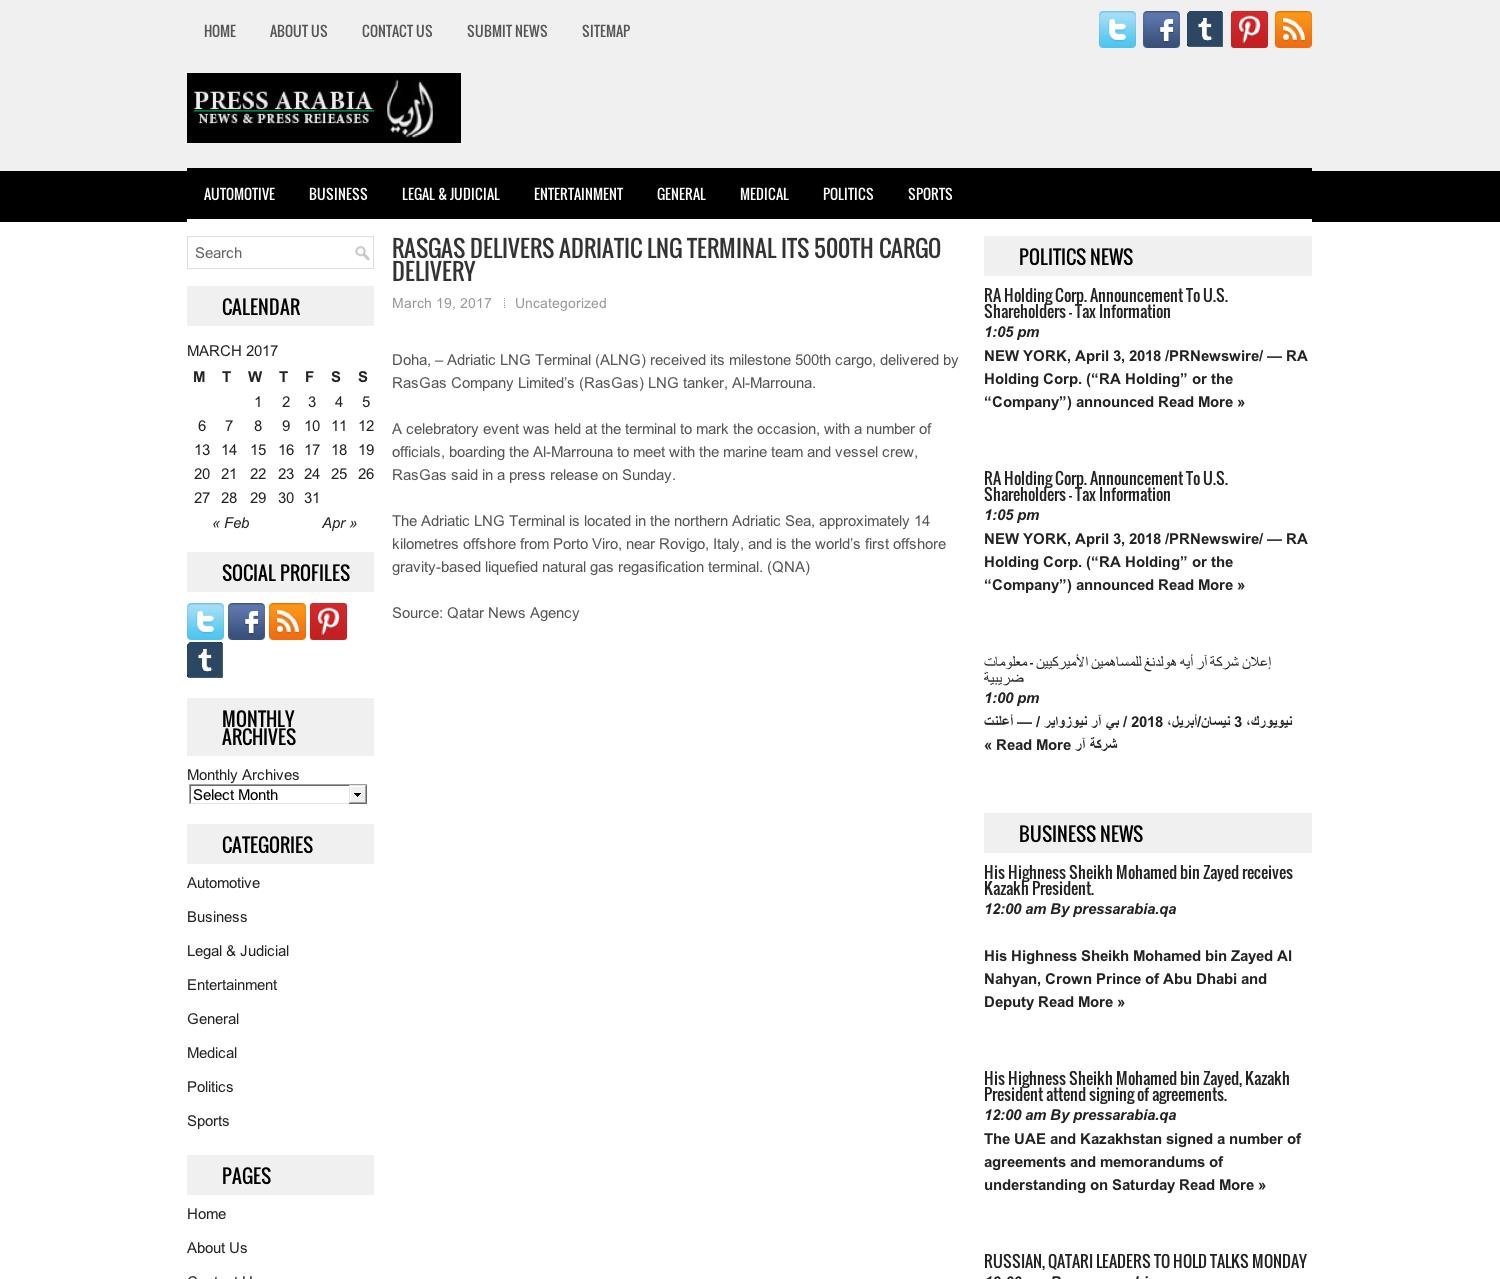 HOME
ABOUT US
CONTACT US
SUBMIT NEWS
SITEMAP
PRESS ARABIA
NEWS & PRESS REIEASES
AUTOMOTIVE
BUSINESS
LEGAL & JUDICIAL
ENTERTAINMENT
GENERAL
MEDICAL
POLITICS
SPORTS
Search
CALENDAR
MARCH 2017
M T W T F S S
1 2 3 4 5
6 7 8 9 10 11 12
13 14 15 16 17 18 19
20 21 22 23 24 25 26
27 28 29 30 31
« Feb Apr »
SOCIAL PROFILES
MONTHLY
ARCHIVES
Monthly Archives
Select Month
CATEGORIES
Automotive
Business
Legal & Judicial
Entertainment
General
Medical
Politics
Sports
PAGES
Home
About Us
RASGAS DELIVERS ADRIATIC LNG TERMINAL ITS 500TH CARGO
DELIVERY
March 19, 2017 Uncategorized
Doha, – Adriatic LNG Terminal (ALNG) received its milestone 500th cargo, delivered by
RasGas Company Limited’s (RasGas) LNG tanker, Al-Marrouna.
A celebratory event was held at the terminal to mark the occasion, with a number of
officials, boarding the Al-Marrouna to meet with the marine team and vessel crew,
RasGas said in a press release on Sunday.
The Adriatic LNG Terminal is located in the northern Adriatic Sea, approximately 14
kilometres offshore from Porto Viro, near Rovigo, Italy, and is the world’s first offshore
gravity-based liquefied natural gas regasification terminal. (QNA)
Source: Qatar News Agency
POLITICS NEWS
RA Holding Corp. Announcement To U.S.
Shareholders - Tax Information
1:05 pm
NEW YORK, April 3, 2018 /PRNewswire/ — RA
Holding Corp. (“RA Holding” or the
“Company”) announced Read More »
RA Holding Corp. Announcement To U.S.
Shareholders - Tax Information
1:05 pm
NEW YORK, April 3, 2018 /PRNewswire/ — RA
Holding Corp. (“RA Holding” or the
“Company”) announced Read More »
إعلان شركة آر أيه هولدنغ للمساهمين الأميركيين - معلومات
ضريبية
1:00 pm
نيويورك، 3 نيسان/أبريل، 2018 / بي آر نيوزواير / — أعلنت
شركة آر Read More »
BUSINESS NEWS
His Highness Sheikh Mohamed bin Zayed receives
Kazakh President.
12:00 am By pressarabia.qa
His Highness Sheikh Mohamed bin Zayed Al
Nahyan, Crown Prince of Abu Dhabi and
Deputy Read More »
His Highness Sheikh Mohamed bin Zayed, Kazakh
President attend signing of agreements.
12:00 am By pressarabia.qa
The UAE and Kazakhstan signed a number of
agreements and memorandums of
understanding on Saturday Read More »
RUSSIAN, QATARI LEADERS TO HOLD TALKS MONDAY